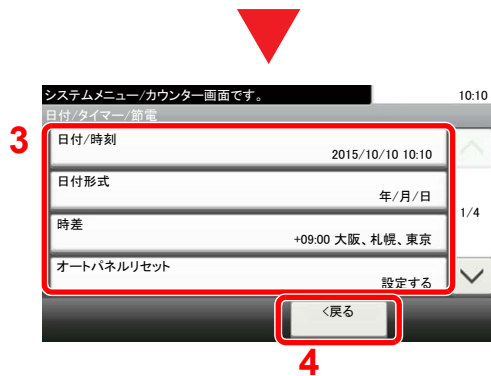 システムメニュー/カウンター画面です。 10:10
日付/タイマー/節電
3
日付/時刻
2015/10/10 10:10
日付形式
年/月/日
1/4
時差
+09:00 大阪、札幌、東京
オートパネルリセット
設定する
<戻る
4